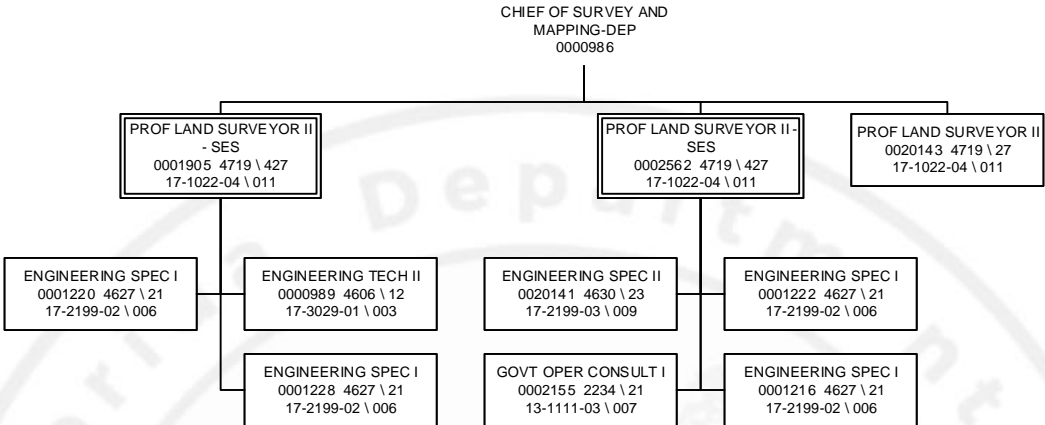 CHIEF OF SURVEY AND
MAPPING-DEP
0000986
PROF LAND SURVEYOR II
- SES
0001905 4719 \ 427
17-1022-04 \ 011
PROF LAND SURVEYOR II -
SES
0002562 4719 \ 427
17-1022-04 \ 011
PROF LAND SURVEYOR II
0020143 4719 \ 27
17-1022-04 \ 011
ENGINEERING SPEC I
0001220 4627 \ 21
17-2199-02 \ 006
ENGINEERING TECH II
0000989 4606 \ 12
17-3029-01 \ 003
ENGINEERING SPEC II
0020141 4630 \ 23
17-2199-03 \ 009
ENGINEERING SPEC I
0001222 4627 \ 21
17-2199-02 \ 006
ENGINEERING SPEC I
0001228 4627 \ 21
17-2199-02 \ 006
GOVT OPER CONSULT I
0002155 2234 \ 21
13-1111-03 \ 007
ENGINEERING SPEC I
0001216 4627 \ 21
17-2199-02 \ 006
Department